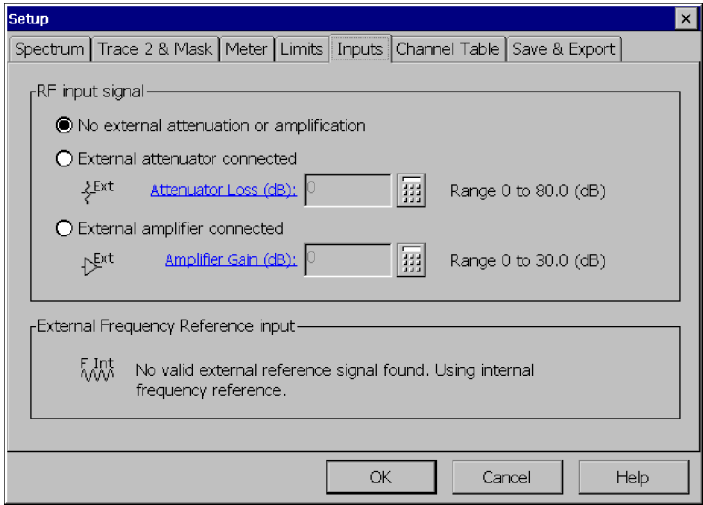 Setup
Spectrum Trace 2 & Mask Meter Limits Inputs Channel Table Save & Export
RF input signal
No external attenuation or amplification
External attenuator connected
Ext Attenuator Loss (dB): 0 Range 0 to 80.0 (dB)
External amplifier connected
Ext Amplifier Gain (dB): 0 Range 0 to 30.0 (dB)
External Frequency Reference input
F Int No valid external reference signal found. Using internal
frequency reference.
OK Cancel Help